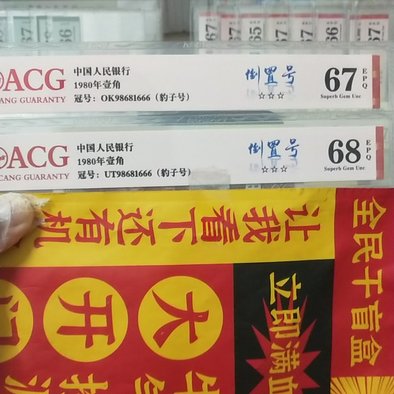 ACG
CANG GUARANTY
中国人民银行
1980年壹角
冠号：OK98681666（豹子号）
倒置号
☆☆☆
67
EPQ
Superb Gem Unc
ACG
CANG GUARANTY
中国人民银行
1980年壹角
冠号：UT98681666（豹子号）
倒置号
☆☆☆
68
EPQ
Superb Gem Unc
全民干盲盒
让我看下还有机
立即满血
大开门